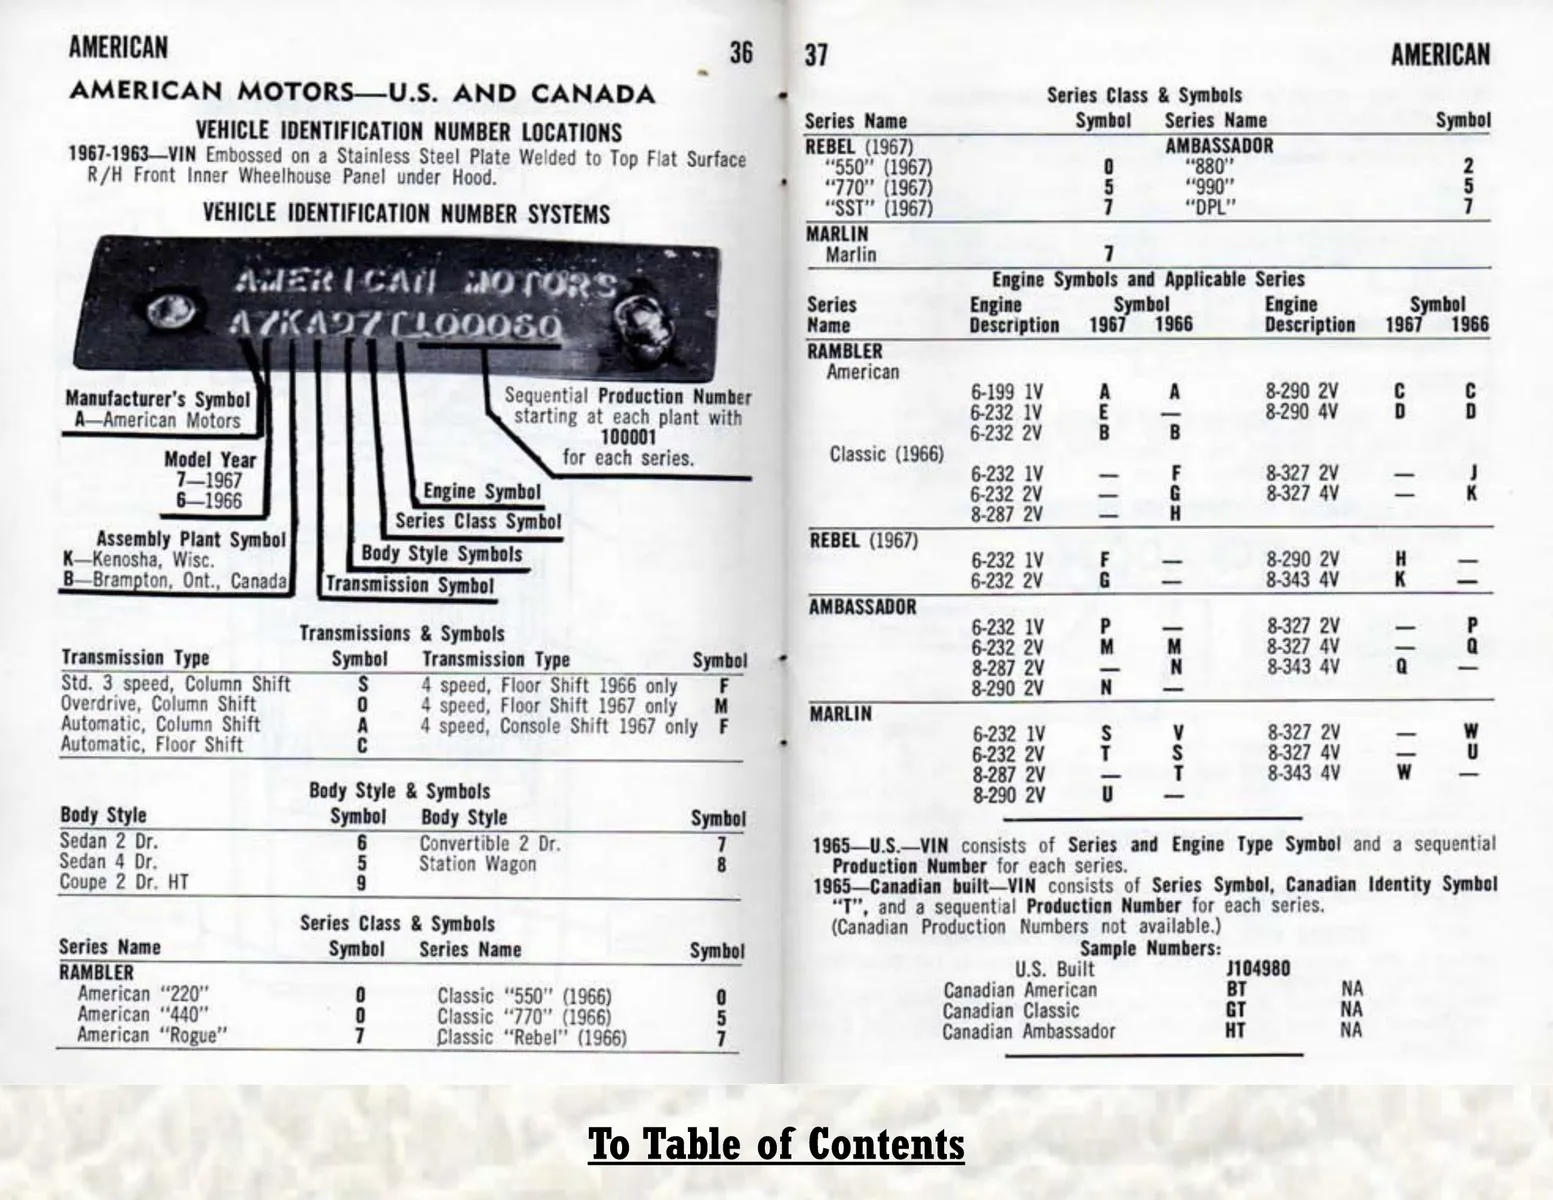 AMERICAN 36
AMERICAN MOTORS—U.S. AND CANADA
VEHICLE IDENTIFICATION NUMBER LOCATIONS
1967-1963—VIN Embossed on a Stainless Steel Plate Welded to Top Flat Surface
R/H Front Inner Wheelhouse Panel under Hood.
VEHICLE IDENTIFICATION NUMBER SYSTEMS
AMERICAN MOTORS
A7KA97C100060
Manufacturer's Symbol
A—American Motors
Model Year
7—1967
6—1966
Assembly Plant Symbol
K—Kenosha, Wisc.
B—Brampton, Ont., Canada
Transmission Symbol
Body Style Symbols
Series Class Symbol
Engine Symbol
Sequential Production Number
starting at each plant with
100001
for each series.
Transmissions & Symbols
Transmission Type Symbol Transmission Type Symbol
Std. 3 speed, Column Shift S 4 speed, Floor Shift 1966 only F
Overdrive, Column Shift O 4 speed, Floor Shift 1967 only M
Automatic, Column Shift A 4 speed, Console Shift 1967 only F
Automatic, Floor Shift C
Body Style & Symbols
Body Style Symbol Body Style Symbol
Sedan 2 Dr. 6 Convertible 2 Dr. 7
Sedan 4 Dr. 5 Station Wagon 8
Coupe 2 Dr. HT 9
Series Class & Symbols
Series Name Symbol Series Name Symbol
RAMBLER
American "220" 0 Classic "550" (1966) 0
American "440" 0 Classic "770" (1966) 5
American "Rogue" 7 Classic "Rebel" (1966) 7
37 AMERICAN
Series Class & Symbols
Series Name Symbol Series Name Symbol
REBEL (1967) AMBASSADOR
"550" (1967) 0 "880" 2
"770" (1967) 5 "990" 5
"SST" (1967) 7 "DPL" 7
MARLIN
Marlin 7
Engine Symbols and Applicable Series
Series Engine Symbol Engine Symbol
Name Description 1967 1966 Description 1967 1966
RAMBLER
American
6-199 1V A A 8-290 2V C C
6-232 1V E — 8-290 4V D D
6-232 2V B B
Classic (1966)
6-232 1V — F 8-327 2V — J
6-232 2V — G 8-327 4V — K
8-287 2V — H
REBEL (1967)
6-232 1V F — 8-290 2V H —
6-232 2V G — 8-343 4V K —
AMBASSADOR
6-232 1V P — 8-327 2V — P
6-232 2V M M 8-327 4V — Q
8-287 2V — N 8-343 4V Q —
8-290 2V N —
MARLIN
6-232 1V S V 8-327 2V — W
6-232 2V T S 8-327 4V — U
8-287 2V — T 8-343 4V W —
8-290 2V U —
1965—U.S.—VIN consists of Series and Engine Type Symbol and a sequential
Production Number for each series.
1965—Canadian built—VIN consists of Series Symbol, Canadian Identity Symbol
"T", and a sequential Production Number for each series.
(Canadian Production Numbers not available.)
Sample Numbers:
U.S. Built J104980
Canadian American BT NA
Canadian Classic GT NA
Canadian Ambassador HT NA
To Table of Contents